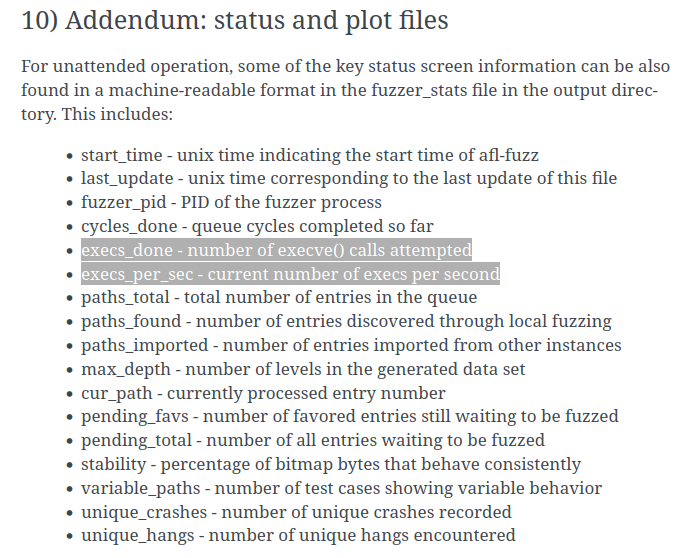 10) Addendum: status and plot files
For unattended operation, some of the key status screen information can be also
found in a machine-readable format in the fuzzer_stats file in the output direc-
tory. This includes:
• start_time - unix time indicating the start time of afl-fuzz
• last_update - unix time corresponding to the last update of this file
• fuzzer_pid - PID of the fuzzer process
• cycles_done - queue cycles completed so far
• execs_done - number of execve() calls attempted
• execs_per_sec - current number of execs per second
• paths_total - total number of entries in the queue
• paths_found - number of entries discovered through local fuzzing
• paths_imported - number of entries imported from other instances
• max_depth - number of levels in the generated data set
• cur_path - currently processed entry number
• pending_favs - number of favored entries still waiting to be fuzzed
• pending_total - number of all entries waiting to be fuzzed
• stability - percentage of bitmap bytes that behave consistently
• variable_paths - number of test cases showing variable behavior
• unique_crashes - number of unique crashes recorded
• unique_hangs - number of unique hangs encountered